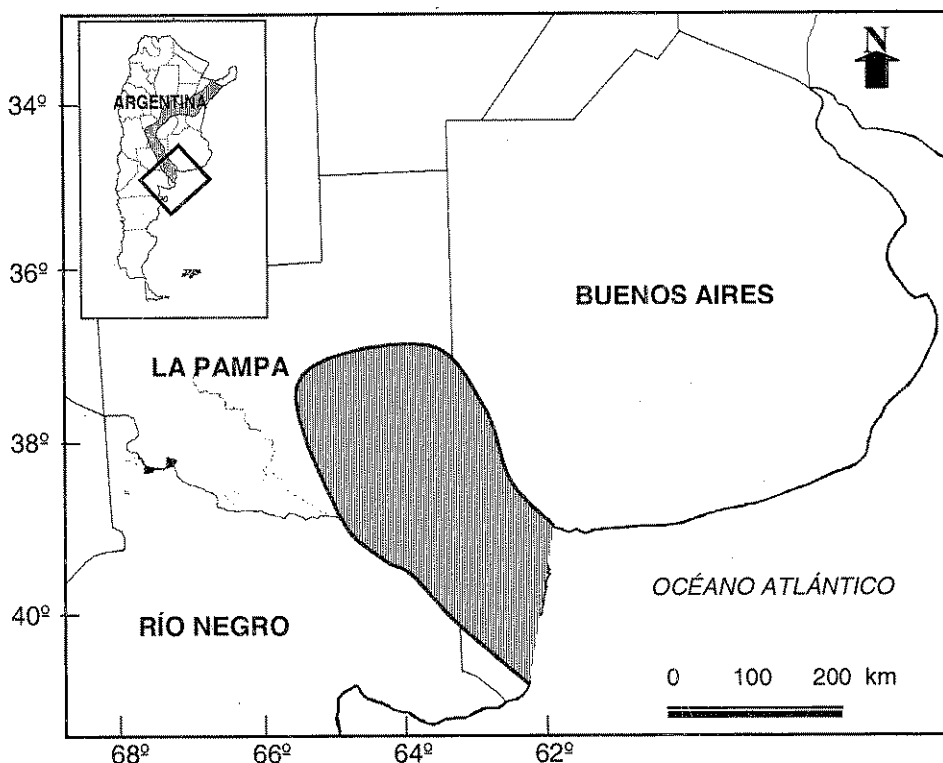 N
ARGENTINA
34º
36º
38º
40º
BUENOS AIRES
LA PAMPA
RÍO NEGRO
OCÉANO ATLÁNTICO
0 100 200 km
68º 66º 64º 62º